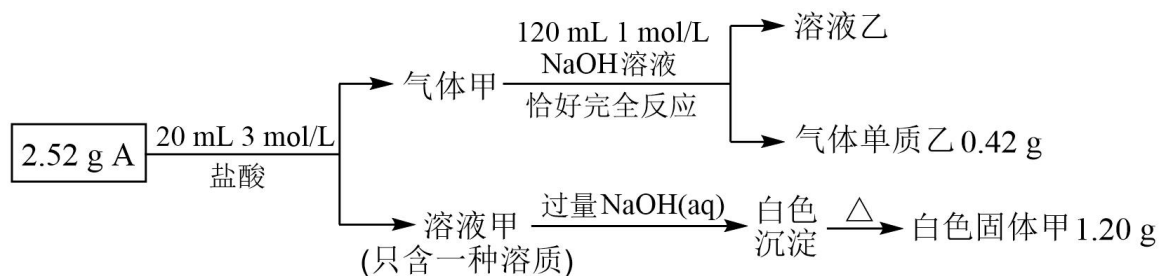 2.52 g A
20 mL 3 mol/L
盐酸
气体甲
120 mL 1 mol/L
NaOH溶液
恰好完全反应
溶液乙
气体单质乙0.42 g
溶液甲
(只含一种溶质)
过量NaOH(aq)
白色
沉淀
△
白色固体甲1.20 g